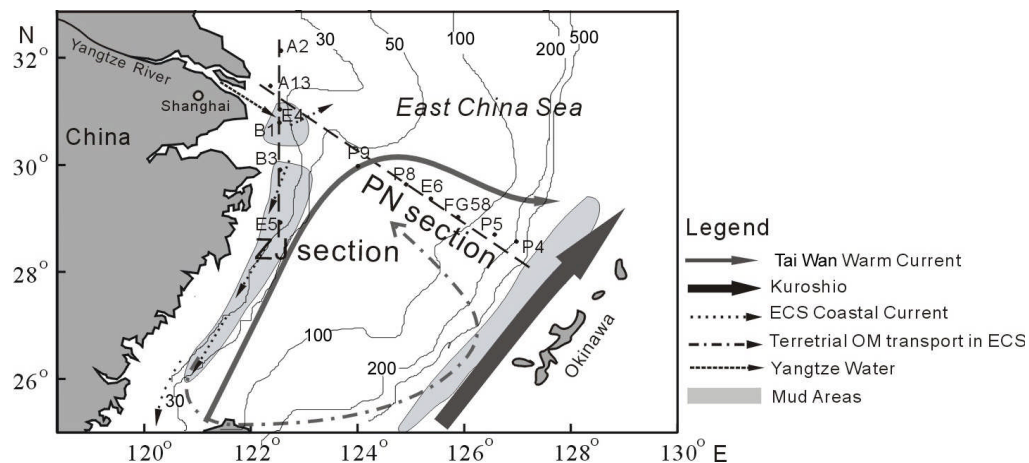 N
32°
30°
28°
26°
30
50
100
200
500
A2
Yangtze River
A13
Shanghai
E4
East China Sea
China
B1
B3
P9
P8
E6
FG58
PN section
P5
P4
E5
ZJ section
100
200
30
Okinawa
120°
122°
124°
126°
128°
130° E
Legend
Tai Wan Warm Current
Kuroshio
ECS Coastal Current
Terretrial OM transport in ECS
Yangtze Water
Mud Areas